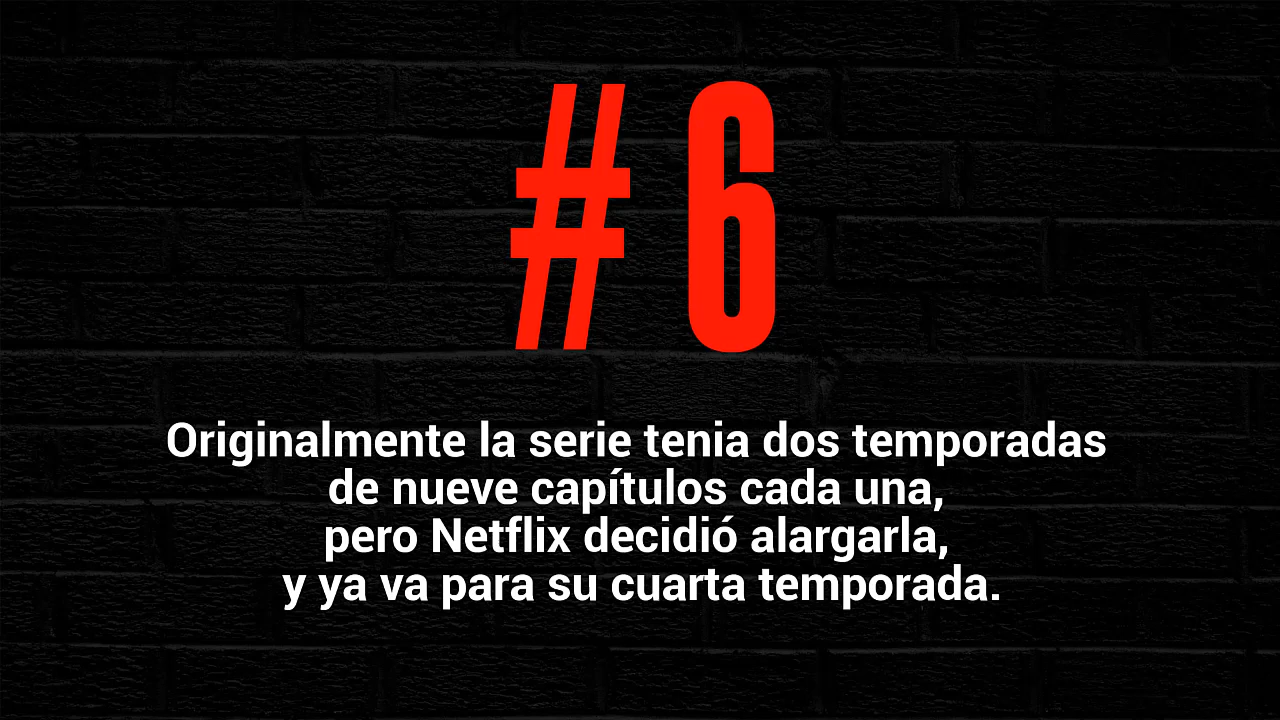 # 6
Originalmente la serie tenia dos temporadas
de nueve capítulos cada una,
pero Netflix decidió alargarla,
y ya va para su cuarta temporada.